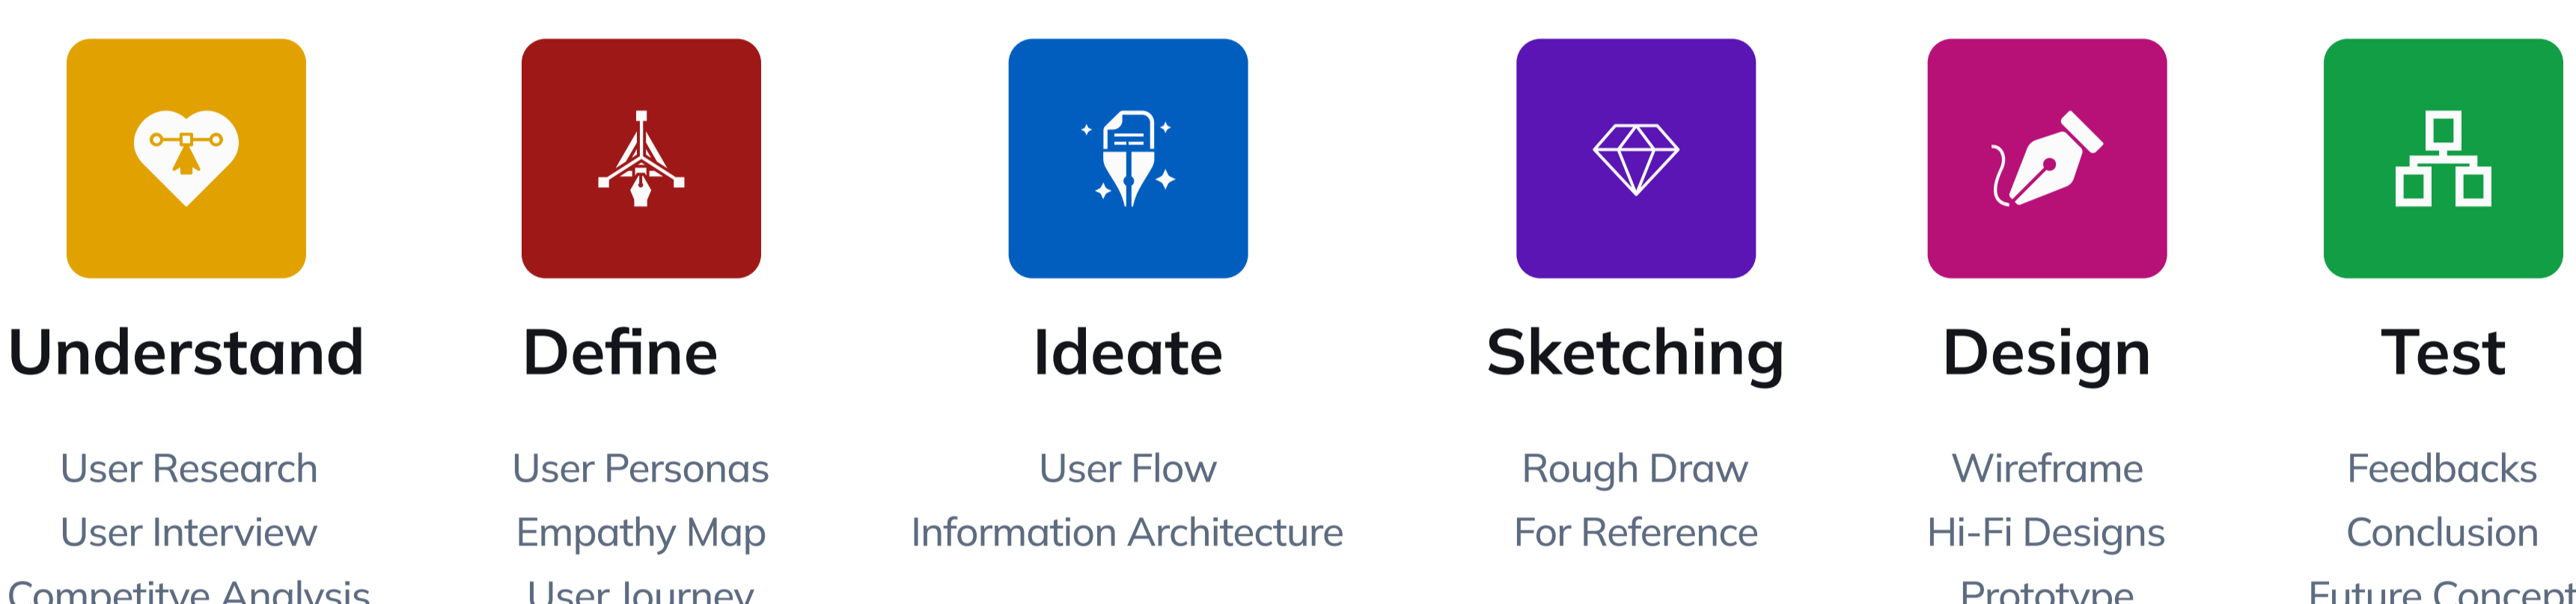 Understand
User Research
User Interview
Competitve Analysis
Define
User Personas
Empathy Map
User Journey
Ideate
User Flow
Information Architecture
Sketching
Rough Draw
For Reference
Design
Wireframe
Hi-Fi Designs
Prototype
Test
Feedbacks
Conclusion
Future Concept